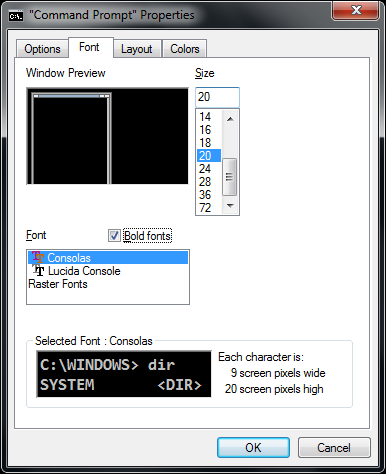 C:\. "Command Prompt" Properties
Options Font Layout Colors
Window Preview
Size
20
14
16
18
20
24
28
36
72
Font
Bold fonts
Consolas
Lucida Console
Raster Fonts
Selected Font : Consolas
C:\WINDOWS> dir
SYSTEM <DIR>
Each character is:
9 screen pixels wide
20 screen pixels high
OK Cancel